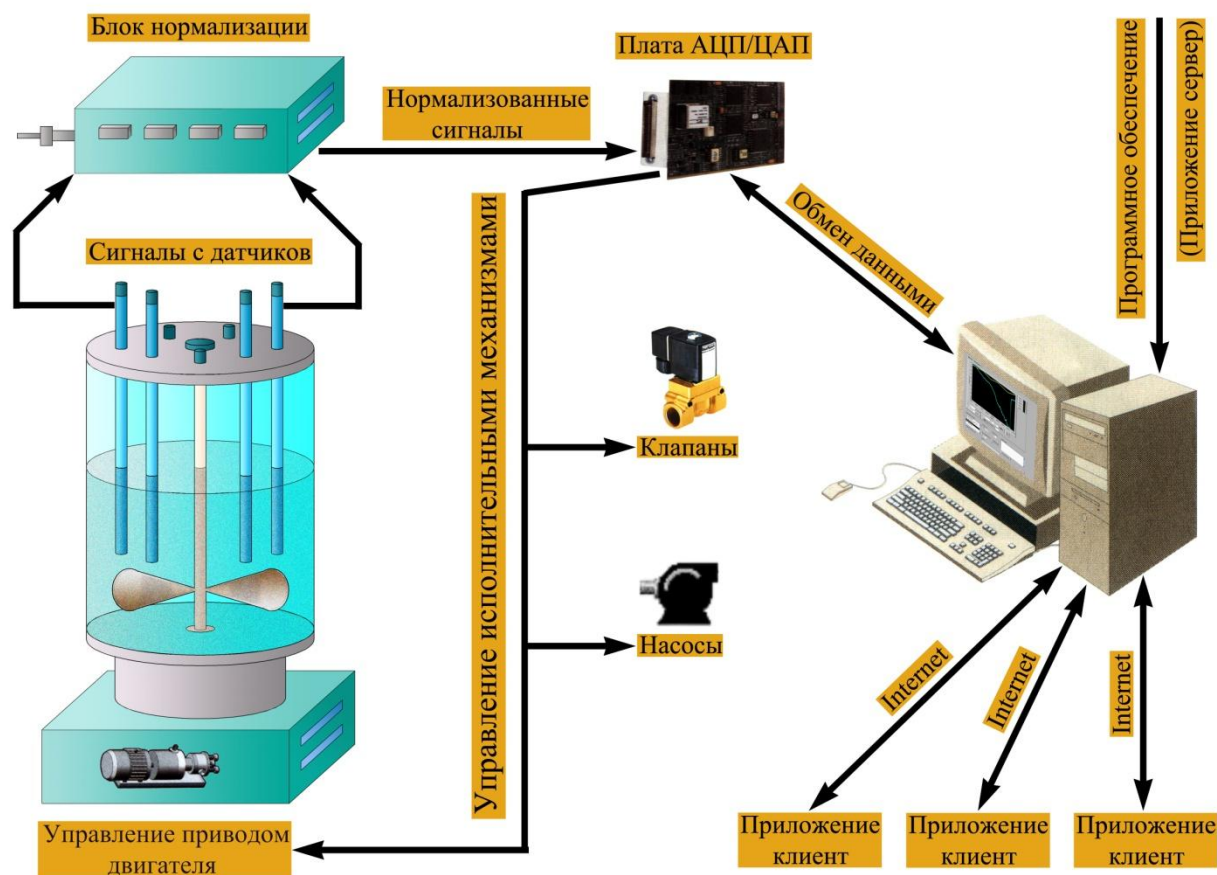 Блок нормализации
Плата АЦП/ЦАП
Нормализованные
сигналы
Программное обеспечение
(Приложение сервер)
Управление исполнительными механизмами
Обмен данными
Сигналы с датчиков
Клапаны
Насосы
Internet
Internet
Internet
Управление приводом
двигателя
Приложение
клиент
Приложение
клиент
Приложение
клиент